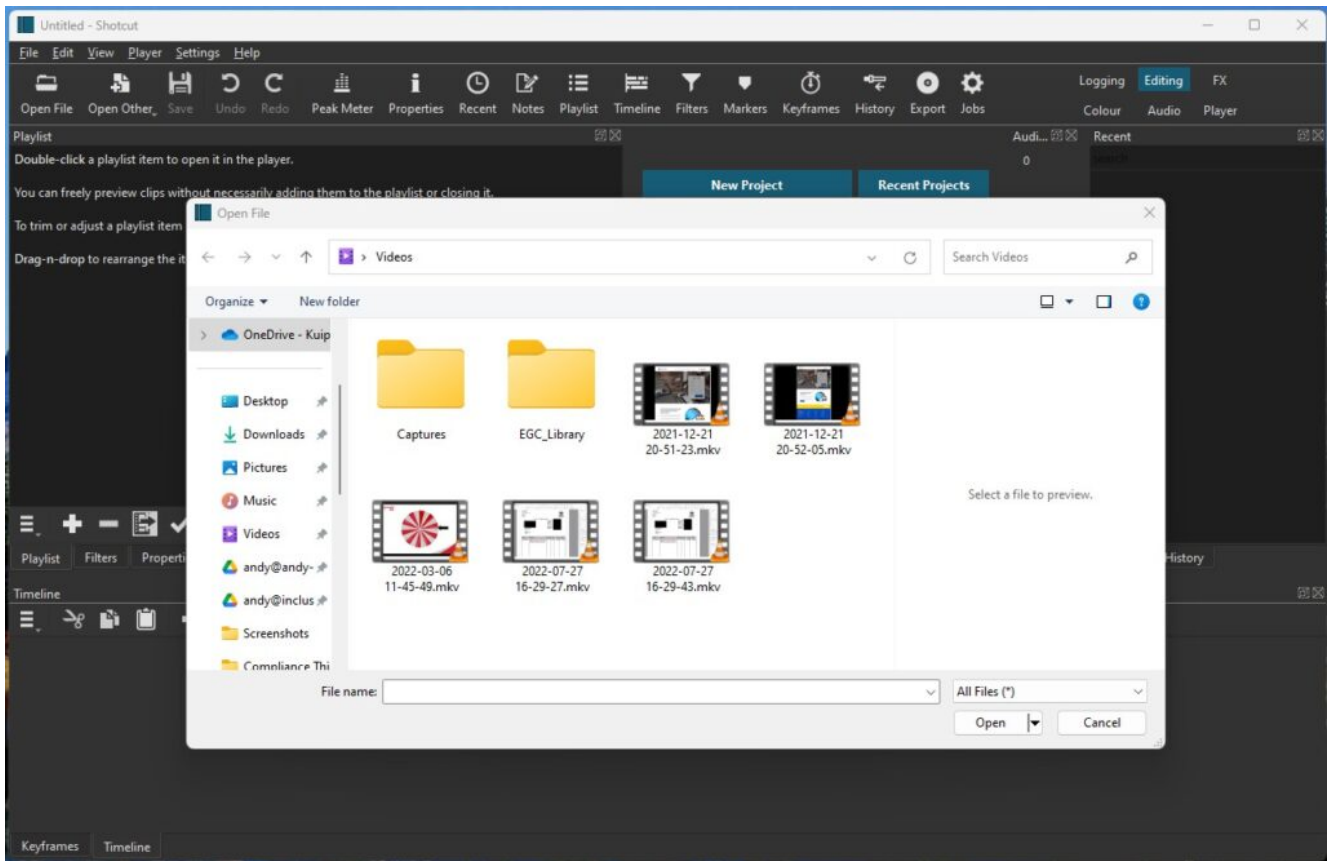 Untitled - Shotcut
File Edit View Player Settings Help
Open File Open Other Save Undo Redo Peak Meter Properties Recent Notes Playlist Timeline Filters Markers Keyframes History Export Jobs
Logging Editing FX
Colour Audio Player
Playlist
Audi...
Recent
Double-click a playlist item to open it in the player.
0
search
You can freely preview clips without necessarily adding them to the playlist or closing it.
New Project
Recent Projects
To trim or adjust a playlist item
Drag-n-drop to rearrange the it
Open File
Videos
Search Videos
Organize New folder
OneDrive - Kuip
Desktop
Downloads
Pictures
Music
Videos
andy@andy-
andy@inclus
Screenshots
Compliance Thi
Captures
EGC_Library
2021-12-21
20-51-23.mkv
2021-12-21
20-52-05.mkv
2022-03-06
11-45-49.mkv
2022-07-27
16-29-27.mkv
2022-07-27
16-29-43.mkv
Select a file to preview.
File name:
All Files (*)
Open
Cancel
Playlist Filters Properti
History
Timeline
Keyframes Timeline